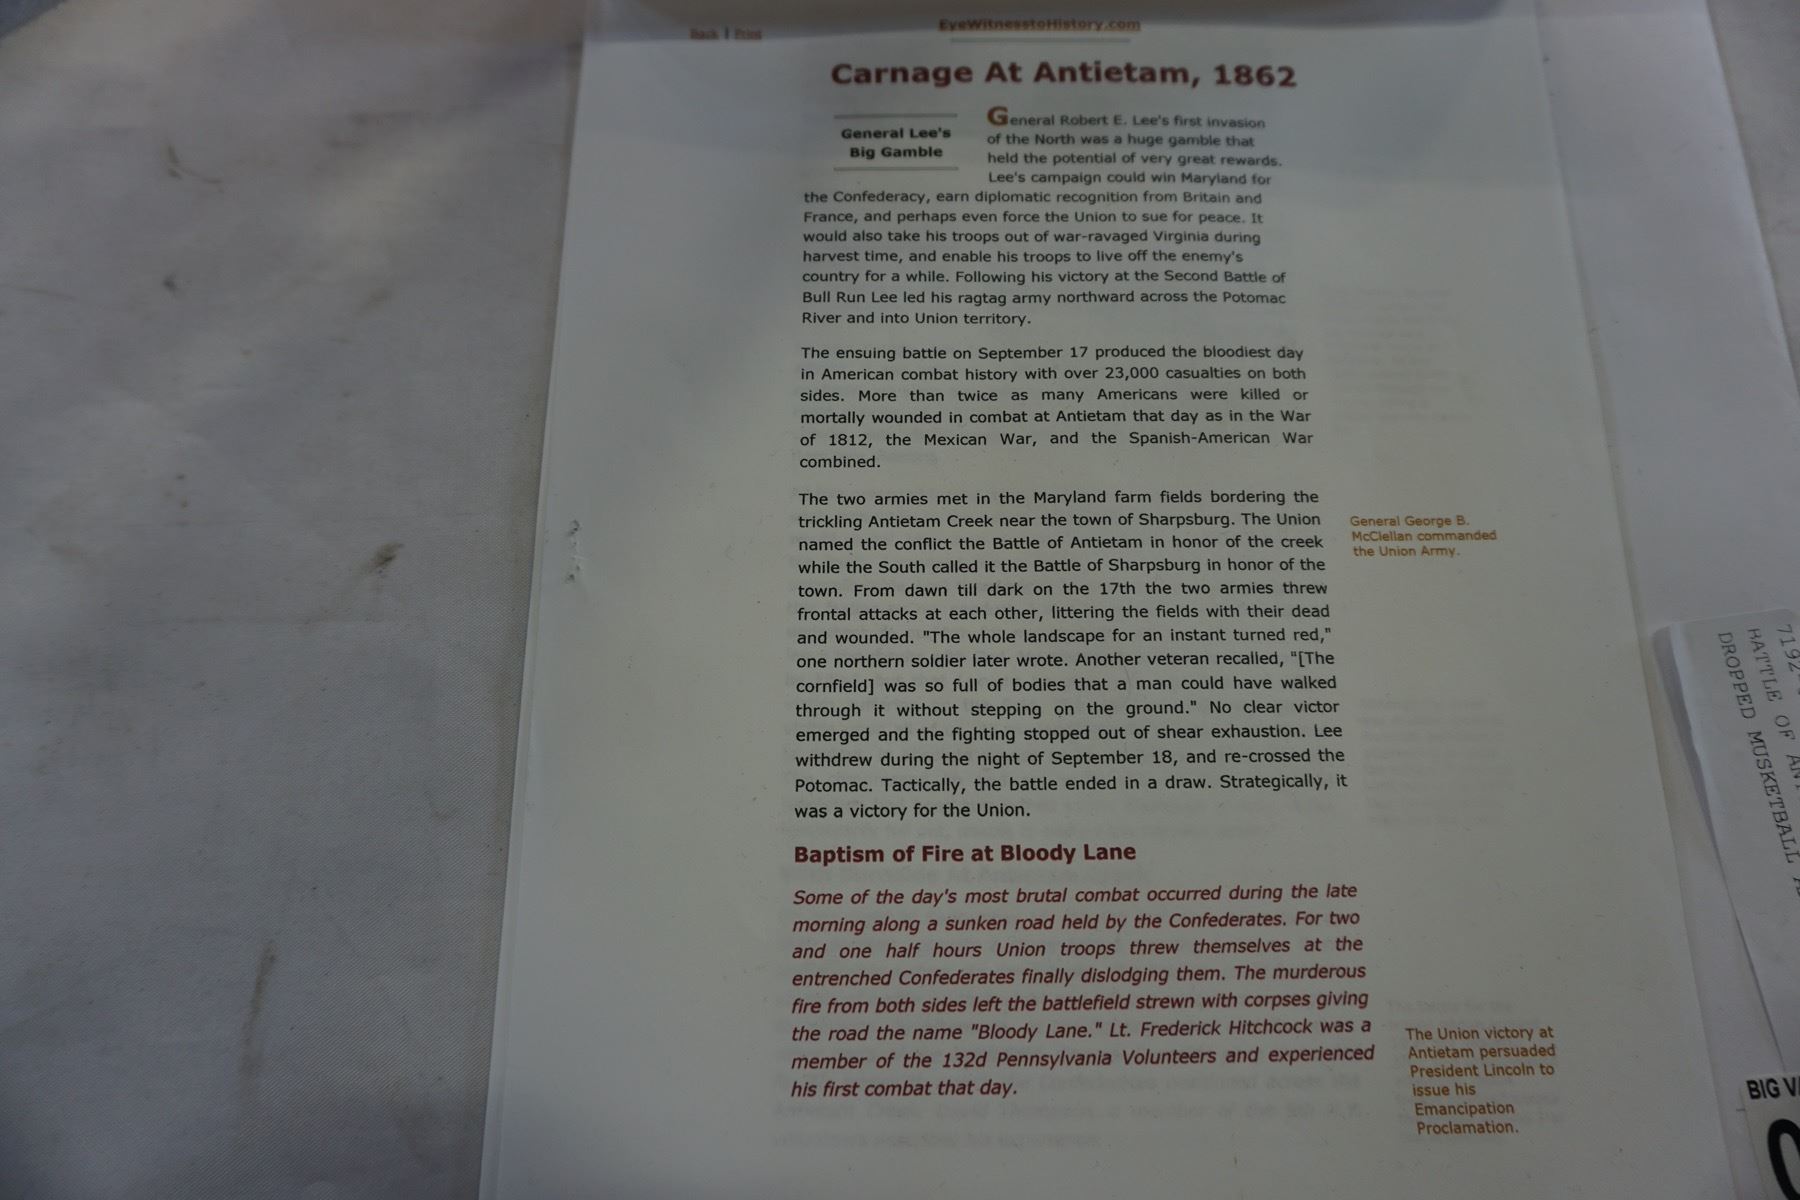 EyeWitnesstoHistory.com
Back | Print
Carnage At Antietam, 1862
General Lee's
Big Gamble
General Robert E. Lee's first invasion
of the North was a huge gamble that
held the potential of very great rewards.
Lee's campaign could win Maryland for
the Confederacy, earn diplomatic recognition from Britain and
France, and perhaps even force the Union to sue for peace. It
would also take his troops out of war-ravaged Virginia during
harvest time, and enable his troops to live off the enemy's
country for a while. Following his victory at the Second Battle of
Bull Run Lee led his ragtag army northward across the Potomac
River and into Union territory.
The ensuing battle on September 17 produced the bloodiest day
in American combat history with over 23,000 casualties on both
sides. More than twice as many Americans were killed or
mortally wounded in combat at Antietam that day as in the War
of 1812, the Mexican War, and the Spanish-American War
combined.
The two armies met in the Maryland farm fields bordering the
trickling Antietam Creek near the town of Sharpsburg. The Union
named the conflict the Battle of Antietam in honor of the creek
while the South called it the Battle of Sharpsburg in honor of the
town. From dawn till dark on the 17th the two armies threw
frontal attacks at each other, littering the fields with their dead
and wounded. "The whole landscape for an instant turned red,"
one northern soldier later wrote. Another veteran recalled, "[The
cornfield] was so full of bodies that a man could have walked
through it without stepping on the ground." No clear victor
emerged and the fighting stopped out of shear exhaustion. Lee
withdrew during the night of September 18, and re-crossed the
Potomac. Tactically, the battle ended in a draw. Strategically, it
was a victory for the Union.
General George B.
McClellan commanded
the Union Army.
Baptism of Fire at Bloody Lane
Some of the day's most brutal combat occurred during the late
morning along a sunken road held by the Confederates. For two
and one half hours Union troops threw themselves at the
entrenched Confederates finally dislodging them. The murderous
fire from both sides left the battlefield strewn with corpses giving
the road the name "Bloody Lane." Lt. Frederick Hitchcock was a
member of the 132d Pennsylvania Volunteers and experienced
his first combat that day.
The Union victory at
Antietam persuaded
President Lincoln to
issue his
Emancipation
Proclamation.
7192
BATTLE OF AN
DROPPED MUSKETBALL
BIG V
0